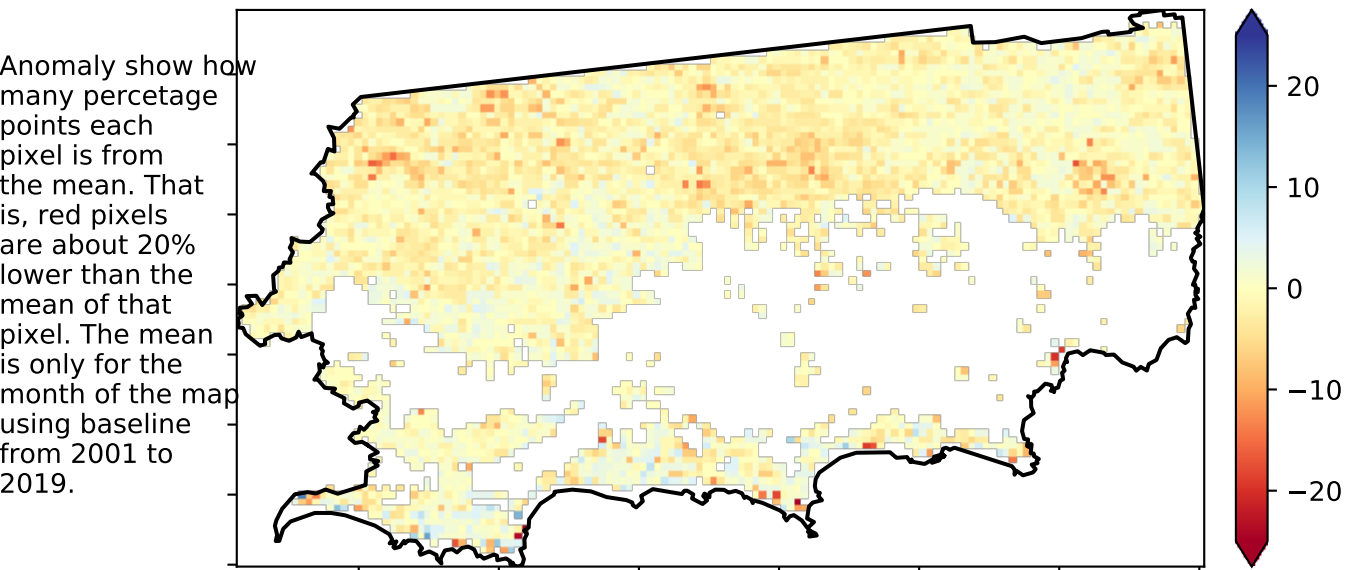 Anomaly show how
many percetage
points each
pixel is from
the mean. That
is, red pixels
are about 20%
lower than the
mean of that
pixel. The mean
is only for the
month of the map
using baseline
from 2001 to
2019.
20
10
0
−10
−20